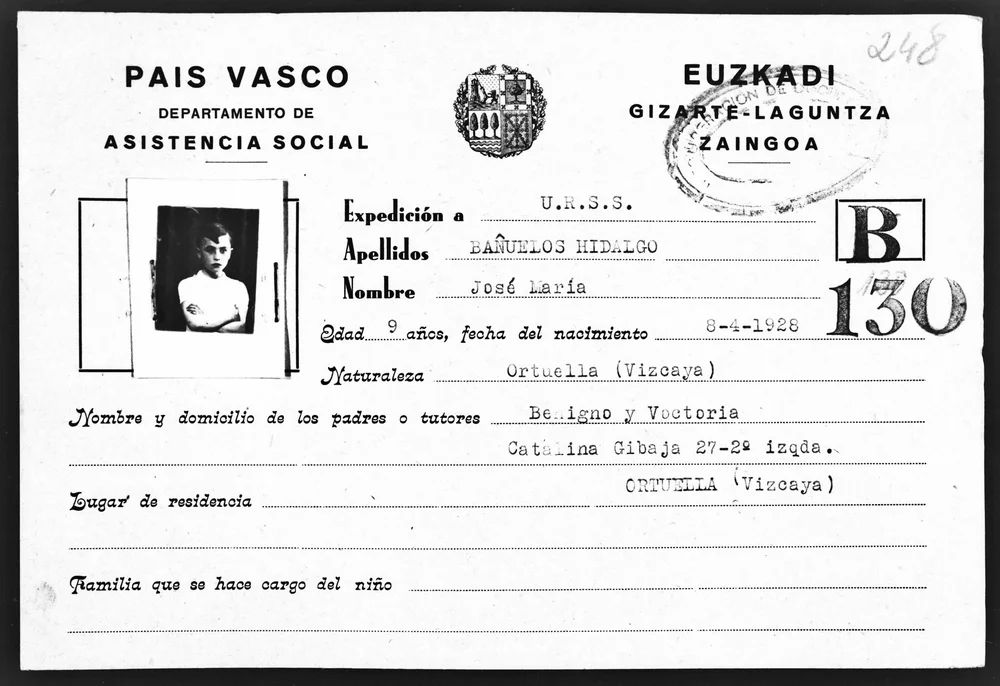 248
PAIS VASCO
DEPARTAMENTO DE
ASISTENCIA SOCIAL
EUZKADI
GIZARTE-LAGUNTZA
ZAINGOA
Expedición a U.R.S.S.
B
Apellidos BAÑUELOS HIDALGO
Nombre José María
130
Edad 9 años, fecha del nacimiento 8-4-1928
Naturaleza Ortuella (Vizcaya)
Nombre y domicilio de los padres o tutores Benigno y Voctoria
Catalina Gibaja 27-2º izqda.
ORTUELLA (Vizcaya)
Lugar de residencia
Familia que se hace cargo del niño